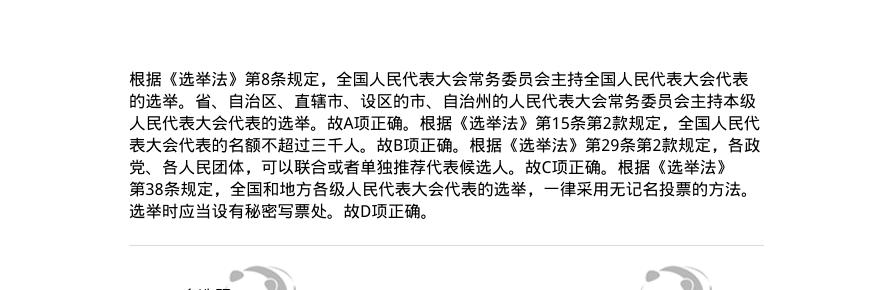 根据《选举法》第8条规定，全国人民代表大会常务委员会主持全国人民代表大会代表
的选举。省、自治区、直辖市、设区的市、自治州的人民代表大会常务委员会主持本级
人民代表大会代表的选举。故A项正确。根据《选举法》第15条第2款规定，全国人民代
表大会代表的名额不超过三千人。故B项正确。根据《选举法》第29条第2款规定，各政
党、各人民团体，可以联合或者单独推荐代表候选人。故C项正确。根据《选举法》
第38条规定，全国和地方各级人民代表大会代表的选举，一律采用无记名投票的方法。
选举时应当设有秘密写票处。故D项正确。